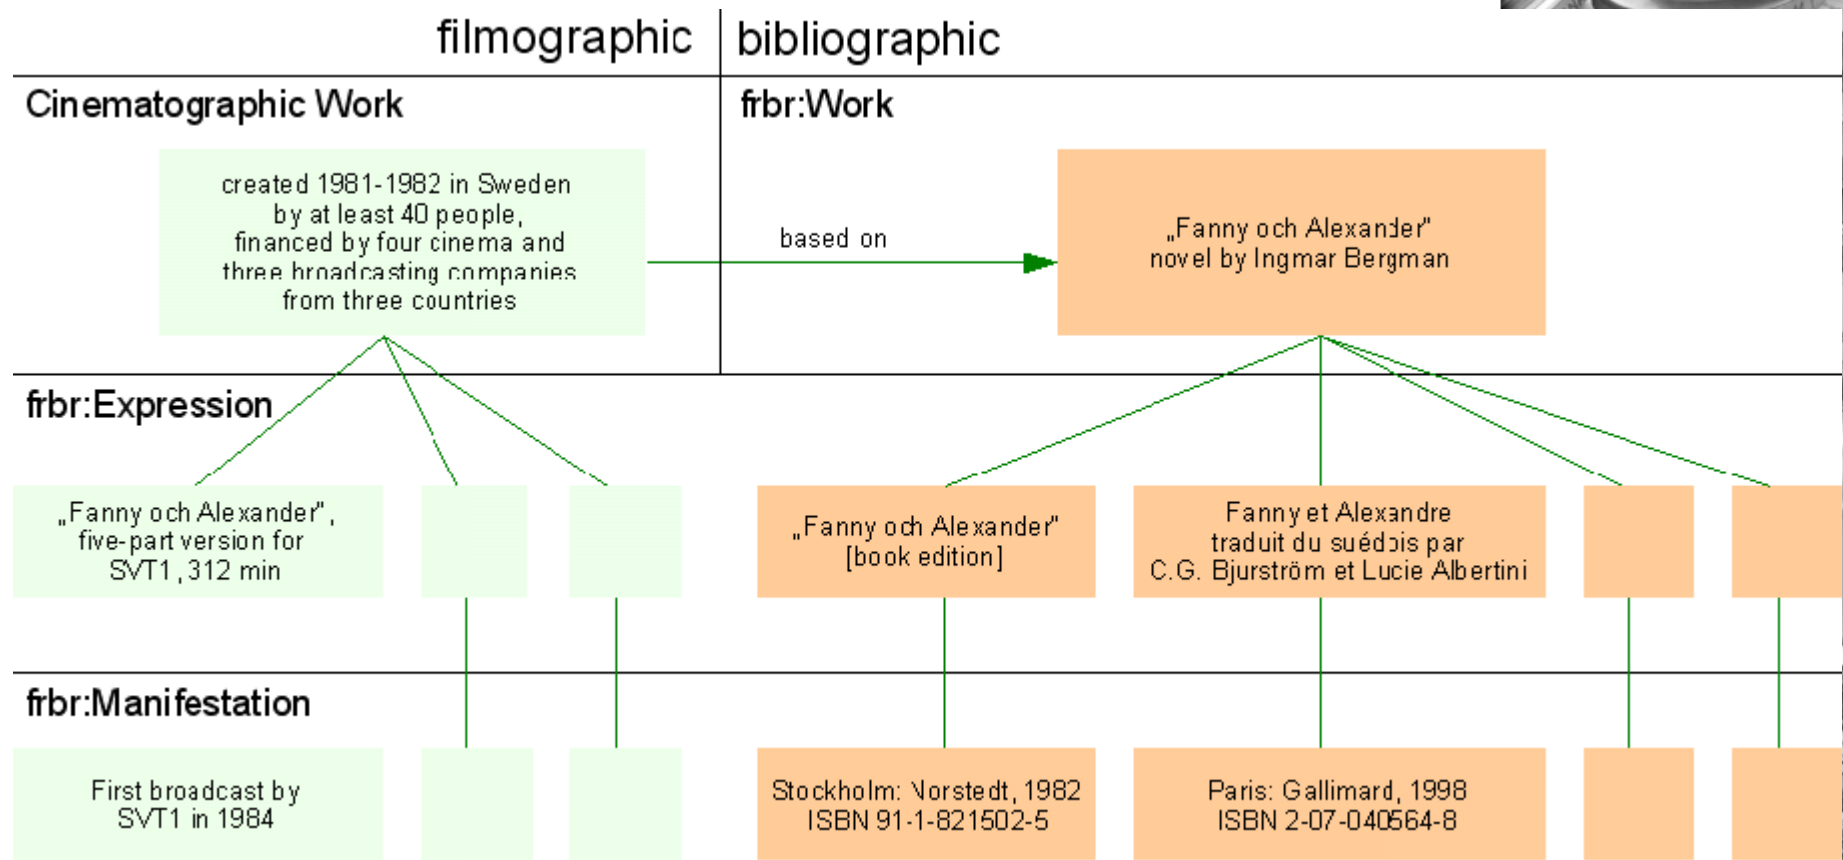 filmographic
bibliographic
Cinematographic Work
frbr:Work
created 1981-1982 in Sweden
by at least 40 people,
financed by four cinema and
three broadcasting companies
from three countries
based on
„Fanny och Alexander"
novel by Ingmar Bergman
frbr:Expression
„Fanny och Alexander",
five-part version for
SVT1, 312 min
„Fanny och Alexander"
[book edition]
Fanny et Alexandre
traduit du suédois par
C.G. Bjurström et Lucie Albertini
frbr:Manifestation
First broadcast by
SVT1 in 1984
Stockholm: Norstedt, 1982
ISBN 91-1-821502-5
Paris: Gallimard, 1998
ISBN 2-07-040564-8